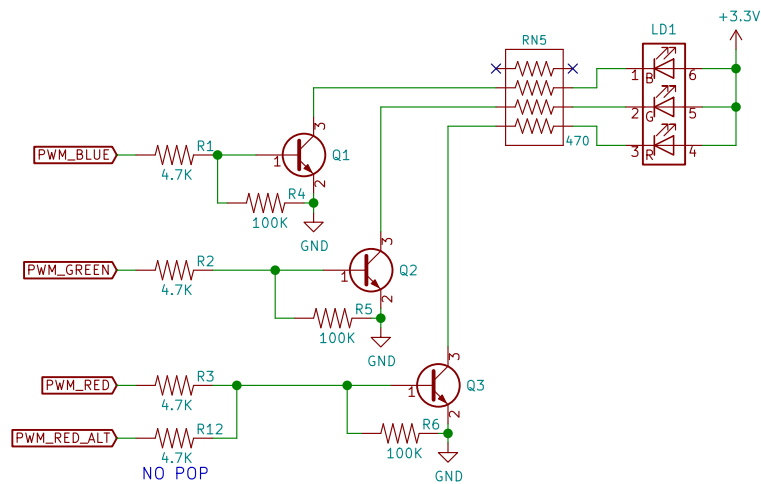 +3.3V
LD1
RN5
1 B 6
2 G 5
3 R 4
470
PWM_BLUE
R1
4.7K
3
1
2
Q1
R4
100K
GND
PWM_GREEN
R2
4.7K
3
1
2
Q2
R5
100K
GND
PWM_RED
R3
4.7K
3
1
2
Q3
R6
100K
GND
PWM_RED_ALT
R12
4.7K
NO POP